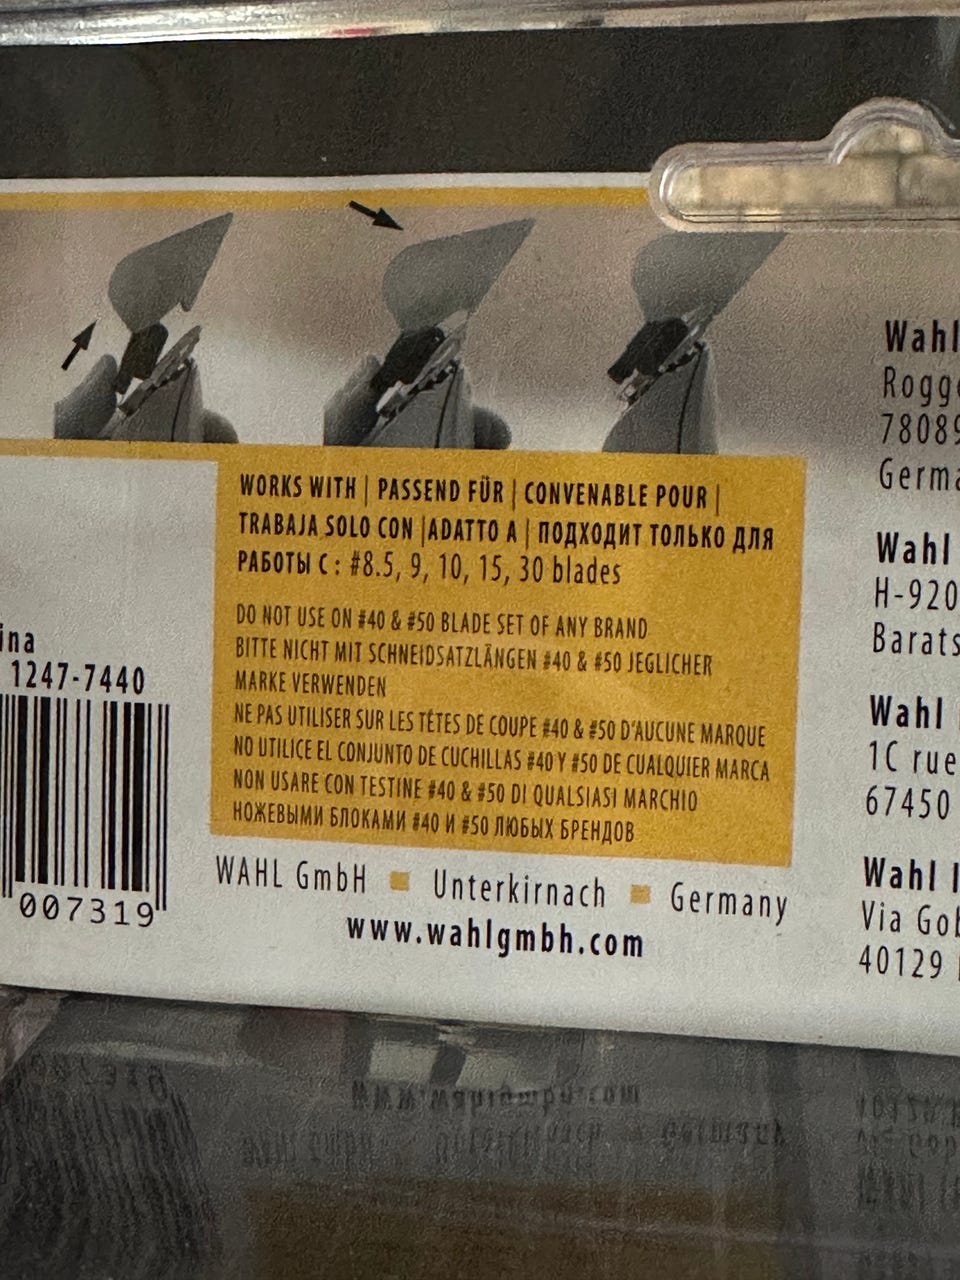 WORKS WITH | PASSEND FÜR | CONVENABLE POUR |
TRABAJA SOLO CON |ADATTO A | ПОДХОДИТ ТОЛЬКО ДЛЯ
РАБОТЫ С : #8.5, 9, 10, 15, 30 blades
DO NOT USE ON #40 & #50 BLADE SET OF ANY BRAND
BITTE NICHT MIT SCHNEIDSATZLÄNGEN #40 & #50 JEGLICHER
MARKE VERWENDEN
NE PAS UTILISER SUR LES TÊTES DE COUPE #40 & #50 D'AUCUNE MARQUE
NO UTILICE EL CONJUNTO DE CUCHILLAS #40 Y #50 DE CUALQUIER MARCA
NON USARE CON TESTINE #40 & #50 DI QUALSIASI MARCHIO
НОЖЕВЫМИ БЛОКАМИ #40 И #50 ЛЮБЫХ БРЕНДОВ
WAHL GmbH Unterkirnach Germany
www.wahlgmbh.com
ina
1247-7440
007319
Wahl
Rogg
78089
Germa
Wahl
H-920
Barats
Wahl
1C rue
67450
Wahl
Via Gob
40129